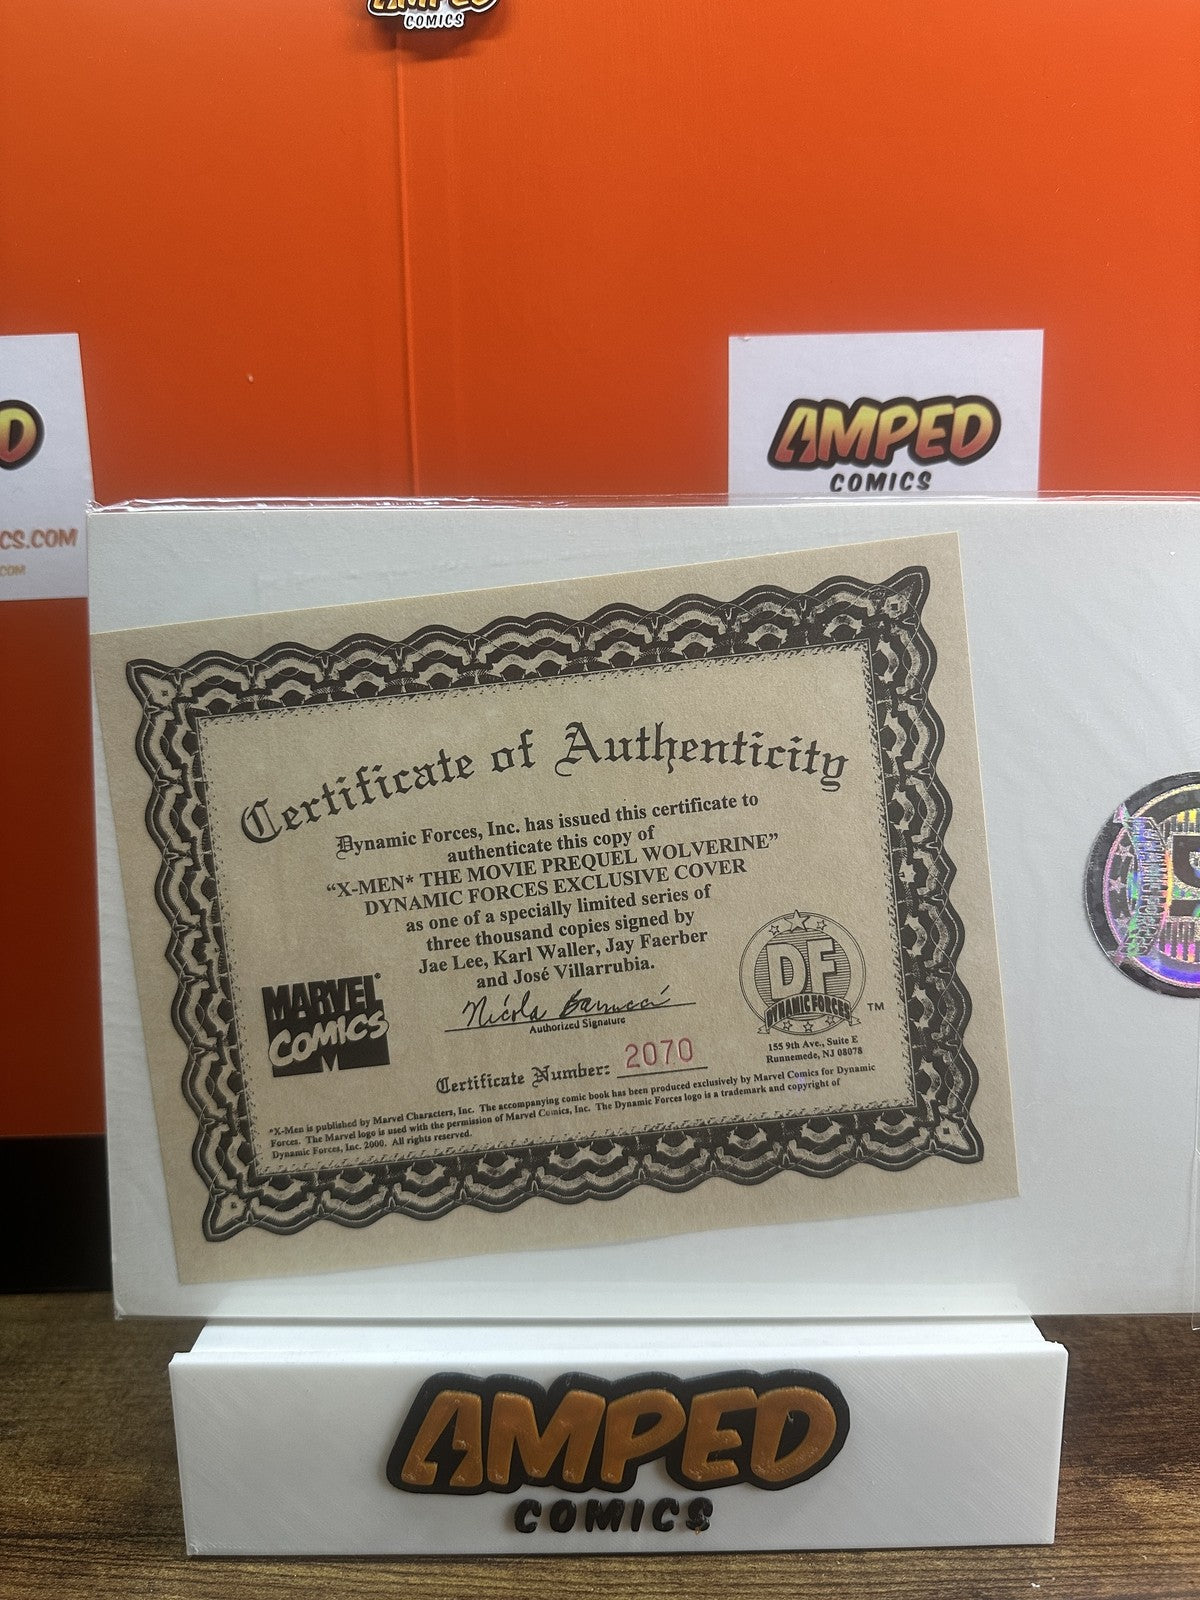 COMICS
AMPED
COMICS
D
CS.COM
COM
Certificate of Authenticity
Dynamic Forces, Inc. has issued this certificate to
authenticate this copy of
“X-MEN* THE MOVIE PREQUEL WOLVERINE”
DYNAMIC FORCES EXCLUSIVE COVER
as one of a specially limited series of
three thousand copies signed by
Jae Lee, Karl Waller, Jay Faerber
and José Villarrubia.
MARVEL®
COMICS
Nicola Barrucci
Authorized Signature
DF
DYNAMIC FORCES
TM
155 9th Ave., Suite E
Runnemede, NJ 08078
Certificate Number: 2070
*X-Men is published by Marvel Characters, Inc. The accompanying comic book has been produced exclusively by Marvel Comics for Dynamic
Forces. The Marvel logo is used with the permission of Marvel Comics, Inc. The Dynamic Forces logo is a trademark and copyright of
Dynamic Forces, Inc. 2000. All rights reserved.
AMPED
COMICS